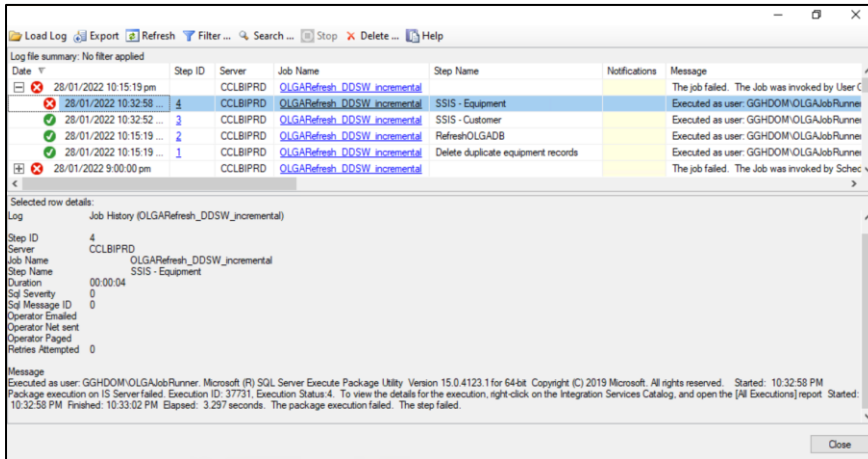 Load Log Export Refresh Filter ... Search ... Stop Delete ... Help
Log file summary: No filter applied
Date Step ID Server Job Name Step Name Notifications Message
28/01/2022 10:15:19 pm CCLBIPRD OLGARefresh_DDSW_incremental The job failed. The Job was invoked by User
28/01/2022 10:32:58 ... 4 CCLBIPRD OLGARefresh_DDSW_incremental SSIS - Equipment Executed as user: GGHDOM\OLGAJobRunner
28/01/2022 10:32:52 ... 3 CCLBIPRD OLGARefresh_DDSW_incremental SSIS - Customer Executed as user: GGHDOM\OLGAJobRunner
28/01/2022 10:15:19 ... 2 CCLBIPRD OLGARefresh_DDSW_incremental RefreshOLGADB Executed as user: GGHDOM\OLGAJobRunner
28/01/2022 10:15:19 ... 1 CCLBIPRD OLGARefresh_DDSW_incremental Delete duplicate equipment records Executed as user: GGHDOM\OLGAJobRunner
28/01/2022 9:00:00 pm CCLBIPRD OLGARefresh_DDSW_incremental The job failed. The Job was invoked by Sched
Selected row details:
Log Job History (OLGARefresh_DDSW_incremental)
Step ID 4
Server CCLBIPRD
Job Name OLGARefresh_DDSW_incremental
Step Name SSIS - Equipment
Duration 00:00:04
Sql Severity 0
Sql Message ID 0
Operator Emailed
Operator Net sent
Operator Paged
Retries Attempted 0
Message
Executed as user: GGHDOM\OLGAJobRunner. Microsoft (R) SQL Server Execute Package Utility Version 15.0.4123.1 for 64-bit Copyright (C) 2019 Microsoft. All rights reserved. Started: 10:32:58 PM
Package execution on IS Server failed. Execution ID: 37731, Execution Status:4. To view the details for the execution, right-click on the Integration Services Catalog, and open the [All Executions] report Started:
10:32:58 PM Finished: 10:33:02 PM Elapsed: 3.297 seconds. The package execution failed. The step failed.
Close